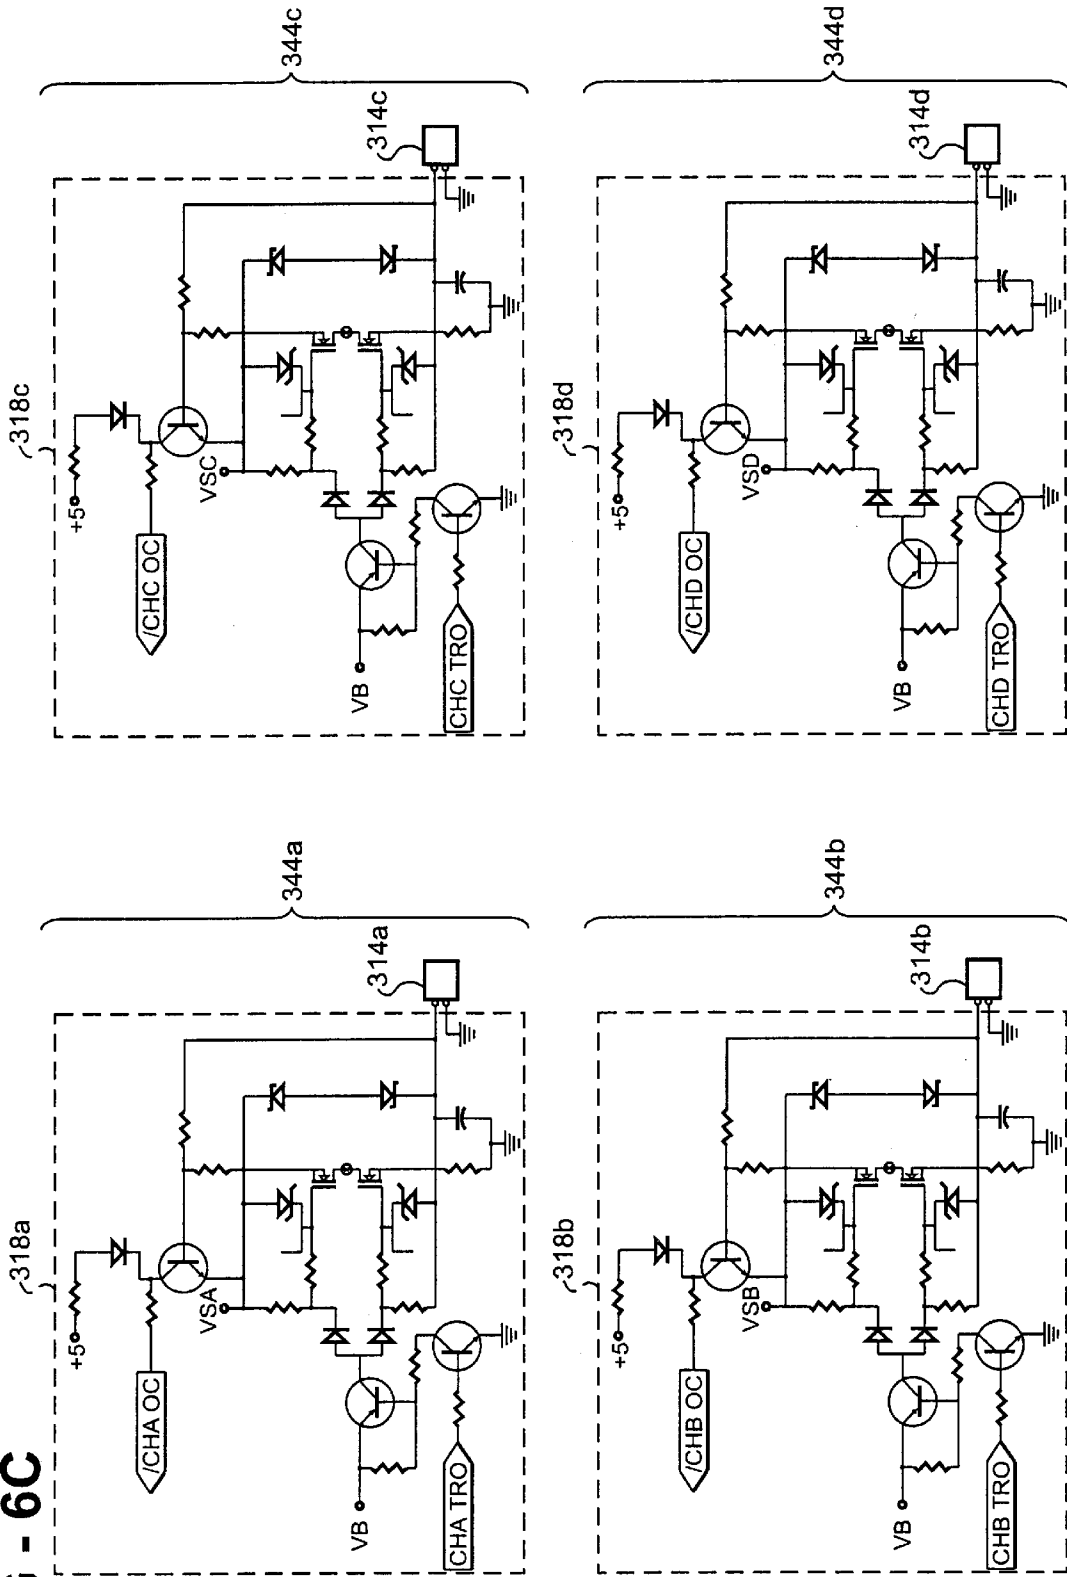 - 6C
318a
+5
/CHA OC
VSA
VB
CHA TRO
314a
344a
318b
+5
/CHB OC
VSB
VB
CHB TRO
314b
344b
318c
+5
/CHC OC
VSC
VB
CHC TRO
314c
344c
318d
+5
/CHD OC
VSD
VB
CHD TRO
314d
344d